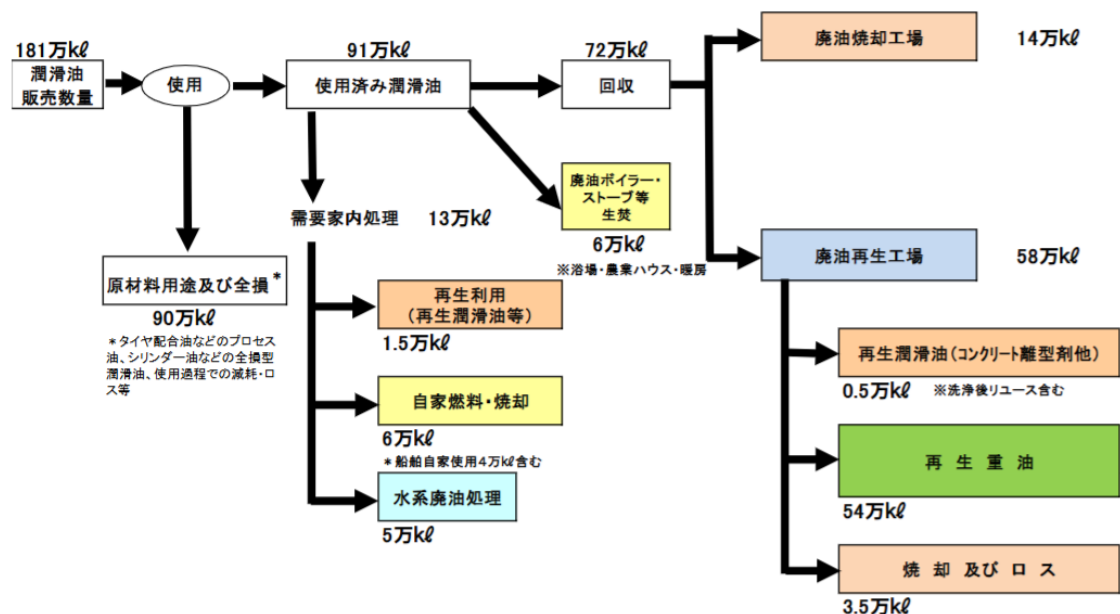 181万kℓ
潤滑油
販売数量
使用
91万kℓ
使用済み潤滑油
72万kℓ
回収
廃油焼却工場
14万kℓ
廃油ボイラー・
ストーブ等
生焚
6万kℓ
※浴場・農業ハウス・暖房
需要家内処理
13万kℓ
廃油再生工場
58万kℓ
原材料用途及び全損*
90万kℓ
*タイヤ配合油などのプロセス
油、シリンダー油などの全損型
潤滑油、使用過程での減耗・ロ
ス等
再生利用
(再生潤滑油等)
1.5万kℓ
自家燃料・焼却
6万kℓ
*船舶自家使用4万kℓ含む
水系廃油処理
5万kℓ
再生潤滑油(コンクリート離型剤他)
0.5万kℓ
※洗浄後リユース含む
再生重油
54万kℓ
焼却及びロス
3.5万kℓ